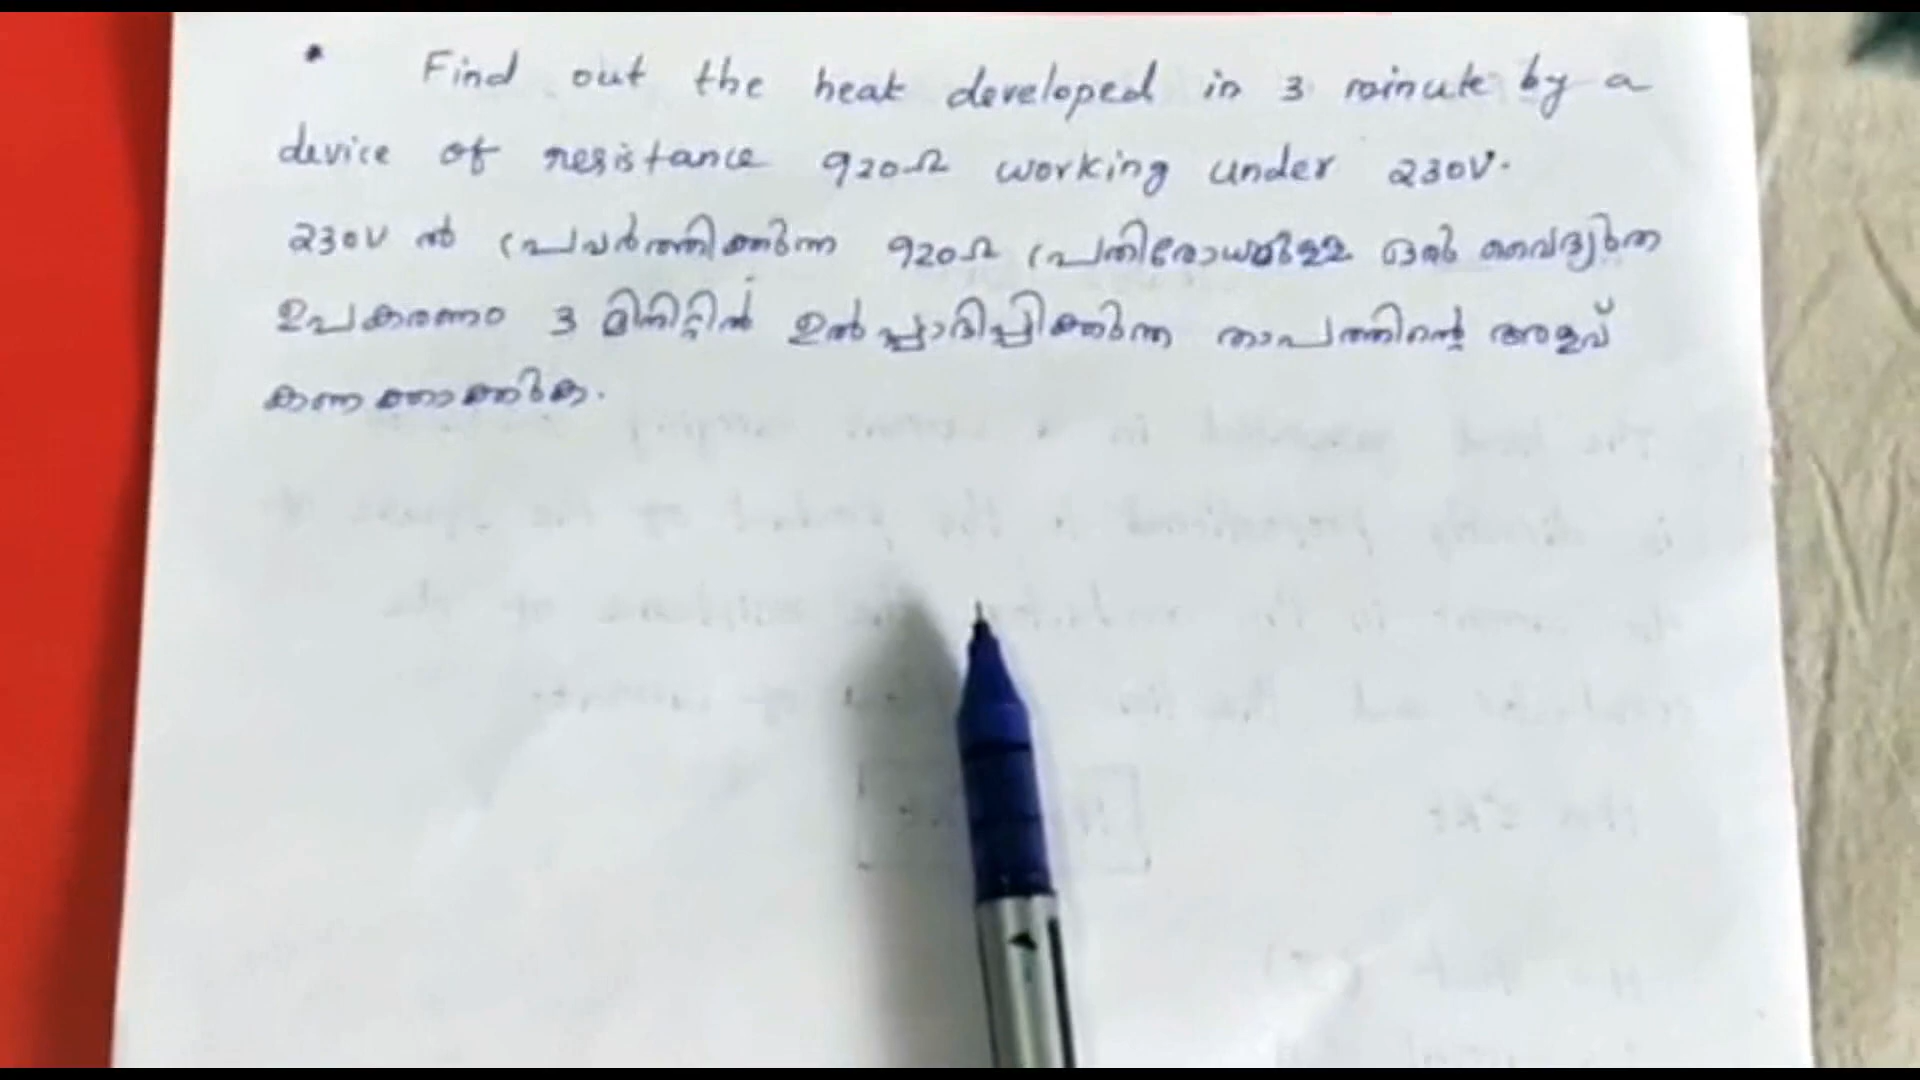 * Find out the heat developed in 3 minute by a
device of resistance 920Ω working under 230V.
230V ൽ പ്രവർത്തിക്കുന്ന 920Ω പ്രതിരോധമുള്ള ഒരു വൈദ്യുത
ഉപകരണം 3 മിനിറ്റിൽ ഉൽപ്പാദിപ്പിക്കുന്ന താപത്തിന്റെ അളവ്
കണക്കാക്കുക.